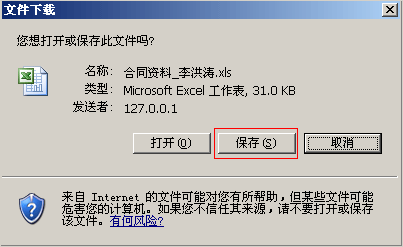 文件下载
您想打开或保存此文件吗?
名称: 合同资料_李洪涛.xls
类型: Microsoft Excel 工作表, 31.0 KB
发送者: 127.0.0.1
打开(O) 保存(S) 取消
来自 Internet 的文件可能对您有所帮助,但某些文件可能
危害您的计算机。如果您不信任其来源,请不要打开或保存
该文件。有何风险?